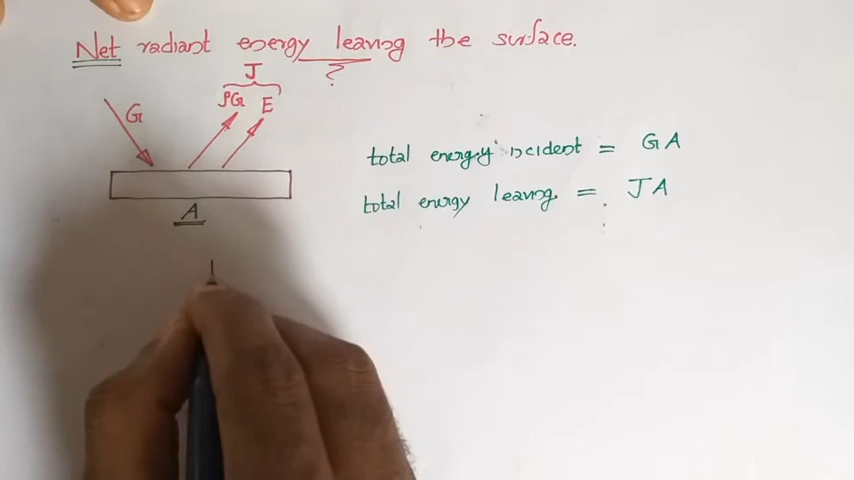 Net radiant energy leaving the surface.
?
J
ρG E
G
A
total energy incident = GA
total energy leaving = JA